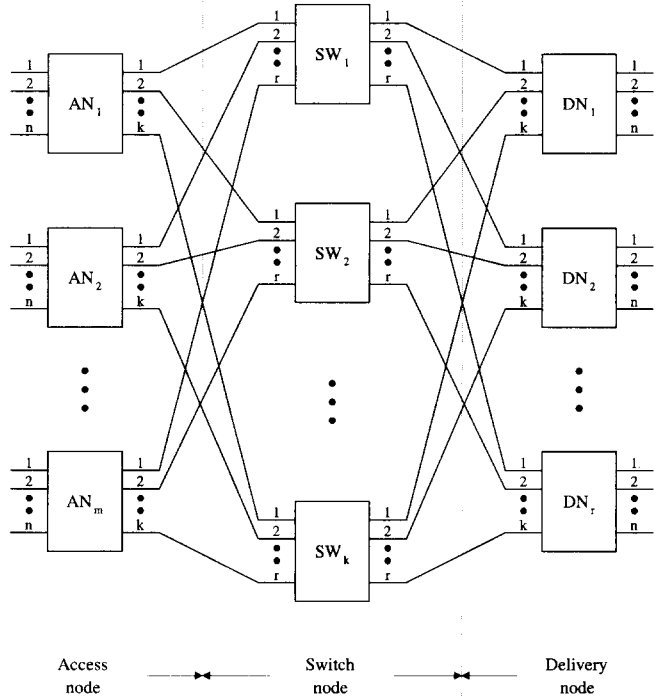 1 1
2 SW₁ 2
r r
1 1
2 AN₁ 2
n k
1 1
2 DN₁ 2
k n
1 1
2 SW₂ 2
r r
1 1
2 AN₂ 2
n k
1 1
2 DN₂ 2
k n
1 1
2 ANₘ 2
n k
1 1
2 DNᵣ 2
k n
1 1
2 SWₖ 2
r r
Access
node
Switch
node
Delivery
node